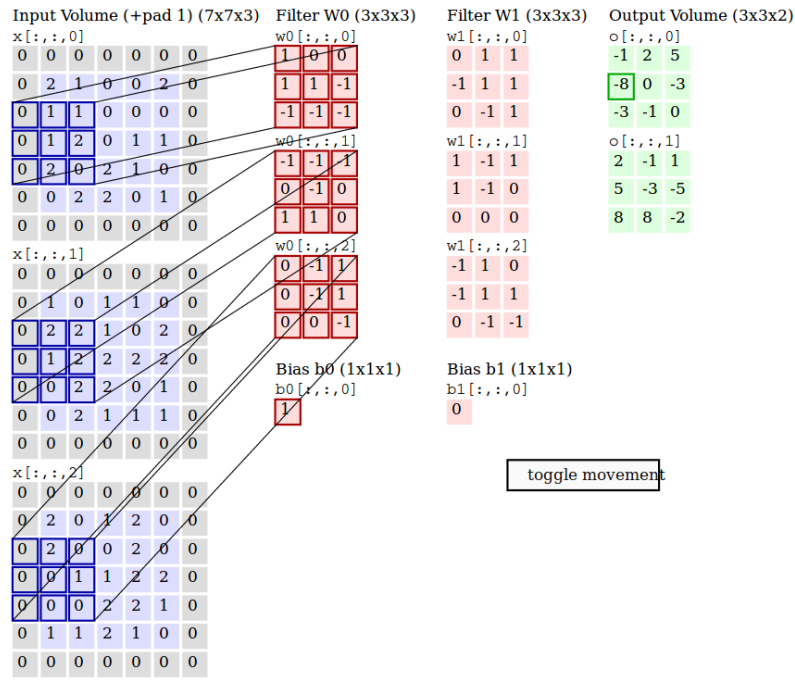 Input Volume (+pad 1) (7x7x3) Filter W0 (3x3x3) Filter W1 (3x3x3) Output Volume (3x3x2)
x[:,:,0] w0[:,:,0] w1[:,:,0] o[:,:,0]
0 0 0 0 0 0 0 1 0 0 0 1 1 -1 2 5
0 2 1 0 0 2 0 1 1 -1 -1 1 1 -8 0 -3
0 1 1 0 0 0 0 -1 -1 -1 0 -1 1 -3 -1 0
0 1 2 0 1 1 0 w0[:,:,1] w1[:,:,1] o[:,:,1]
0 2 0 2 1 0 0 -1 -1 -1 1 -1 1 2 -1 1
0 0 2 2 0 1 0 0 -1 0 1 -1 0 5 -3 -5
0 0 0 0 0 0 0 1 1 0 0 0 0 8 8 -2
x[:,:,1] w0[:,:,2] w1[:,:,2]
0 0 0 0 0 0 0 0 -1 1 -1 1 0
0 1 0 1 1 0 0 0 -1 1 -1 1 1
0 2 2 1 0 2 0 0 0 -1 0 -1 -1
0 1 2 2 2 2 0 Bias b0 (1x1x1) Bias b1 (1x1x1)
0 0 2 2 0 1 0 b0[:,:,0] b1[:,:,0]
0 0 2 1 1 1 0 1 0
0 0 0 0 0 0 0
toggle movement
x[:,:,2]
0 0 0 0 0 0 0
0 2 0 1 2 0 0
0 2 0 0 2 0 0
0 0 1 1 2 2 0
0 0 0 2 2 1 0
0 1 1 2 1 0 0
0 0 0 0 0 0 0